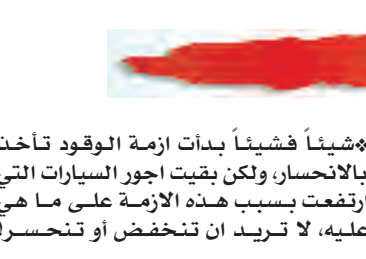 ❖شيئاً فشيئاً بدأت ازمة الوقود تأخذ
بالانحسار، ولكن بقيت اجور السيارات التي
ارتفعت بسبب هذه الازمة على ما هي
عليه، لا تريد ان تنخفض أو تنحسر!